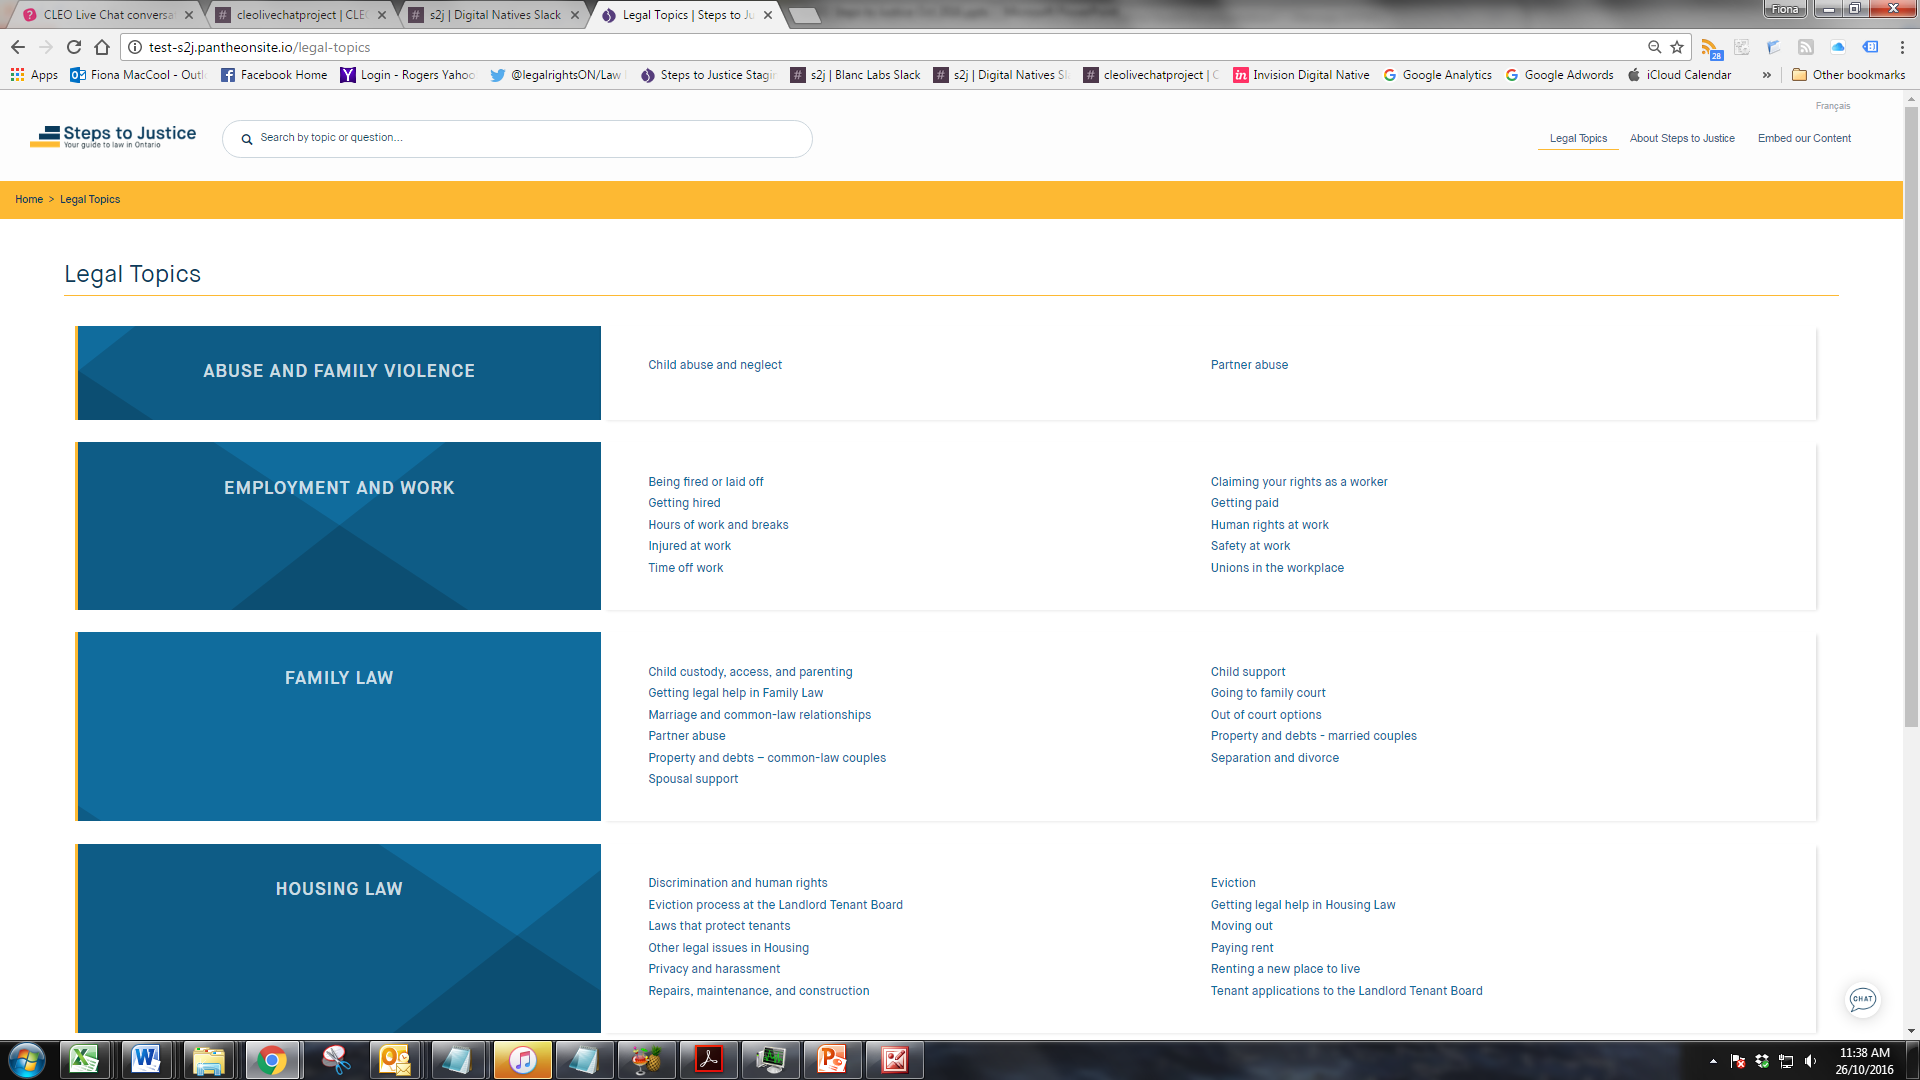 CLEO Live Chat conversa
cleolivechatproject | CLE
s2j | Digital Natives Slack
Legal Topics | Steps to Ju
Fiona
test-s2j.pantheonsite.io/legal-topics
28
Apps
Fiona MacCool - Outl
Facebook Home
Login - Rogers Yahoo
@legalrightsON/Law
Steps to Justice Stagin
s2j | Blanc Labs Slack
s2j | Digital Natives Sl
cleolivechatproject | C
in
Invision Digital Native
Google Analytics
Google Adwords
iCloud Calendar
»
Other bookmarks
Français
Steps to Justice
Your guide to law in Ontario
Search by topic or question...
Legal Topics
About Steps to Justice
Embed our Content
Home > Legal Topics
Legal Topics
ABUSE AND FAMILY VIOLENCE
Child abuse and neglect
Partner abuse
EMPLOYMENT AND WORK
Being fired or laid off
Claiming your rights as a worker
Getting hired
Getting paid
Hours of work and breaks
Human rights at work
Injured at work
Safety at work
Time off work
Unions in the workplace
FAMILY LAW
Child custody, access, and parenting
Child support
Getting legal help in Family Law
Going to family court
Marriage and common-law relationships
Out of court options
Partner abuse
Property and debts - married couples
Property and debts – common-law couples
Separation and divorce
Spousal support
HOUSING LAW
Discrimination and human rights
Eviction
Eviction process at the Landlord Tenant Board
Getting legal help in Housing Law
Laws that protect tenants
Moving out
Other legal issues in Housing
Paying rent
Privacy and harassment
Renting a new place to live
Repairs, maintenance, and construction
Tenant applications to the Landlord Tenant Board
CHAT
11:38 AM
26/10/2016